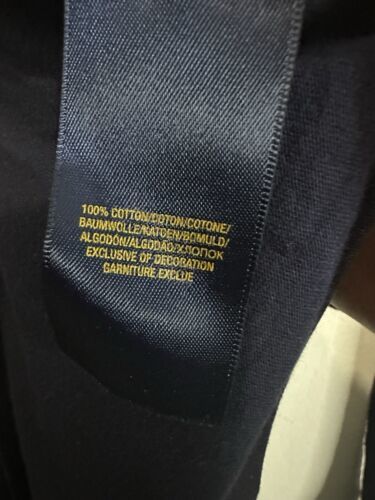 100% COTTON/COTON/COTONE/
BAUMWOLLE/KATOEN/BOMULD/
ALGODÓN/ALGODÃO/ХЛОПОК
EXCLUSIVE OF DECORATION
GARNITURE EXCLUE